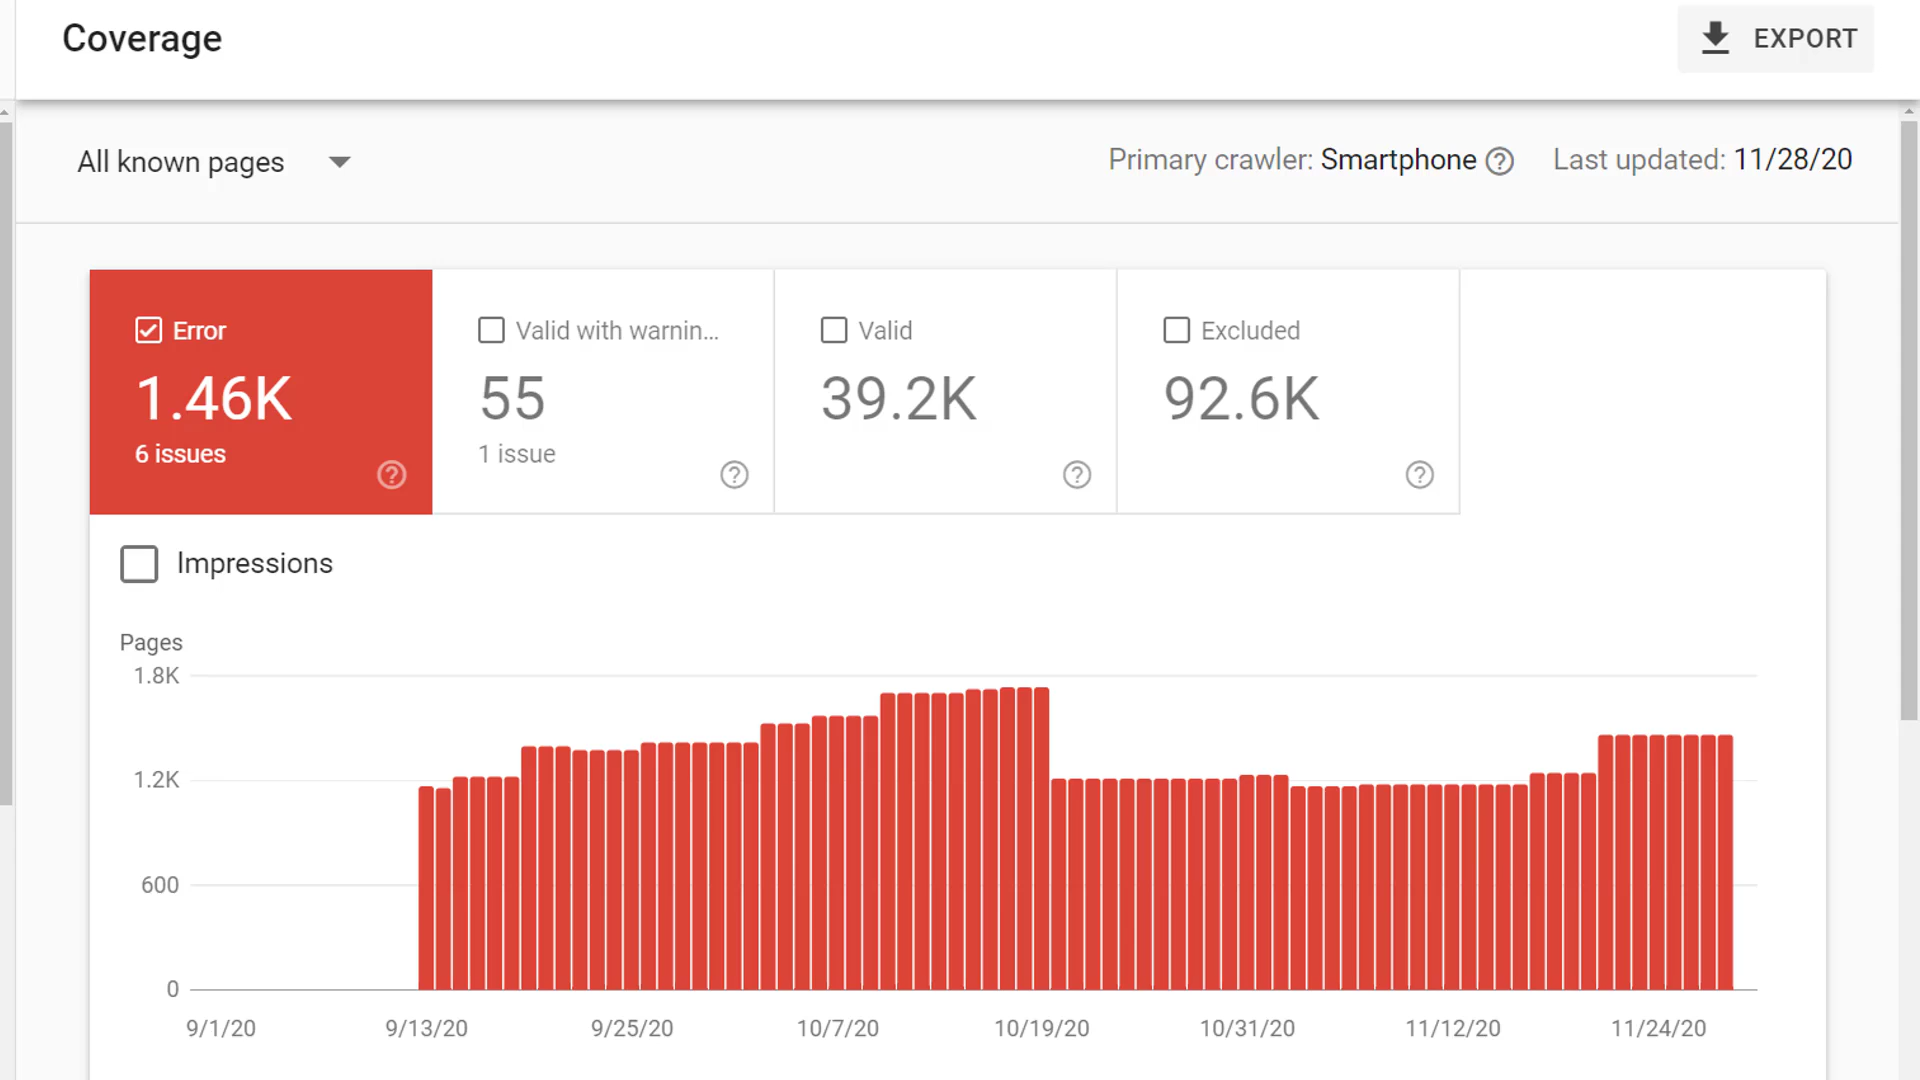 Coverage
EXPORT
All known pages
Primary crawler: Smartphone
Last updated: 11/28/20
Error
1.46K
6 issues
Valid with warnin...
55
1 issue
Valid
39.2K
Excluded
92.6K
Impressions
Pages
1.8K
1.2K
600
0
9/1/20 9/13/20 9/25/20 10/7/20 10/19/20 10/31/20 11/12/20 11/24/20